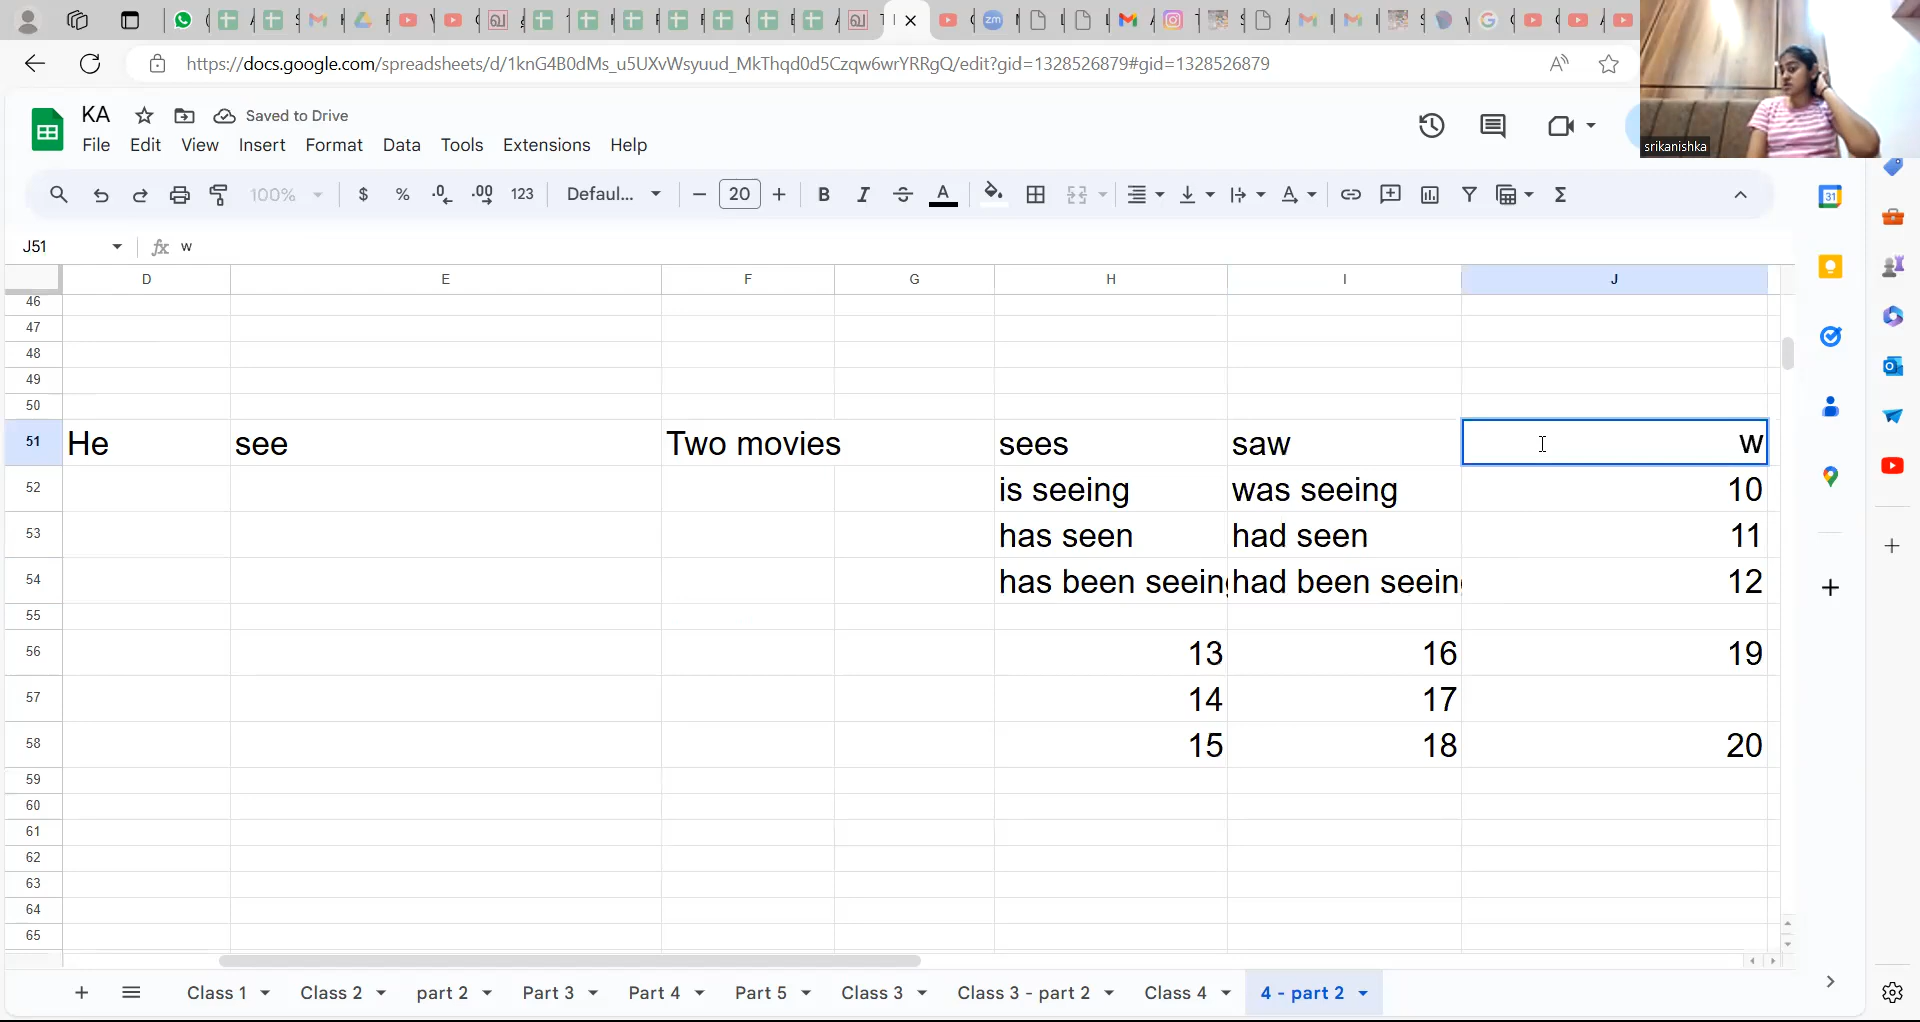 https://docs.google.com/spreadsheets/d/1knG4B0dMs_u5UXvWsyuud_MkThqd0d5Czqw6wrYRRgQ/edit?gid=1328526879#gid=1328526879
srikanishka
KA Saved to Drive
File Edit View Insert Format Data Tools Extensions Help
100% $ % .0 .00 123 Defaul... 20 B I S A Σ
J51 fx w
D E F G H I J
46
47
48
49
50
51 He see Two movies sees saw w
52 is seeing was seeing 10
53 has seen had seen 11
54 has been seein had been seein 12
55
56 13 16 19
57 14 17
58 15 18 20
59
60
61
62
63
64
65
Class 1 Class 2 part 2 Part 3 Part 4 Part 5 Class 3 Class 3 - part 2 Class 4 4 - part 2